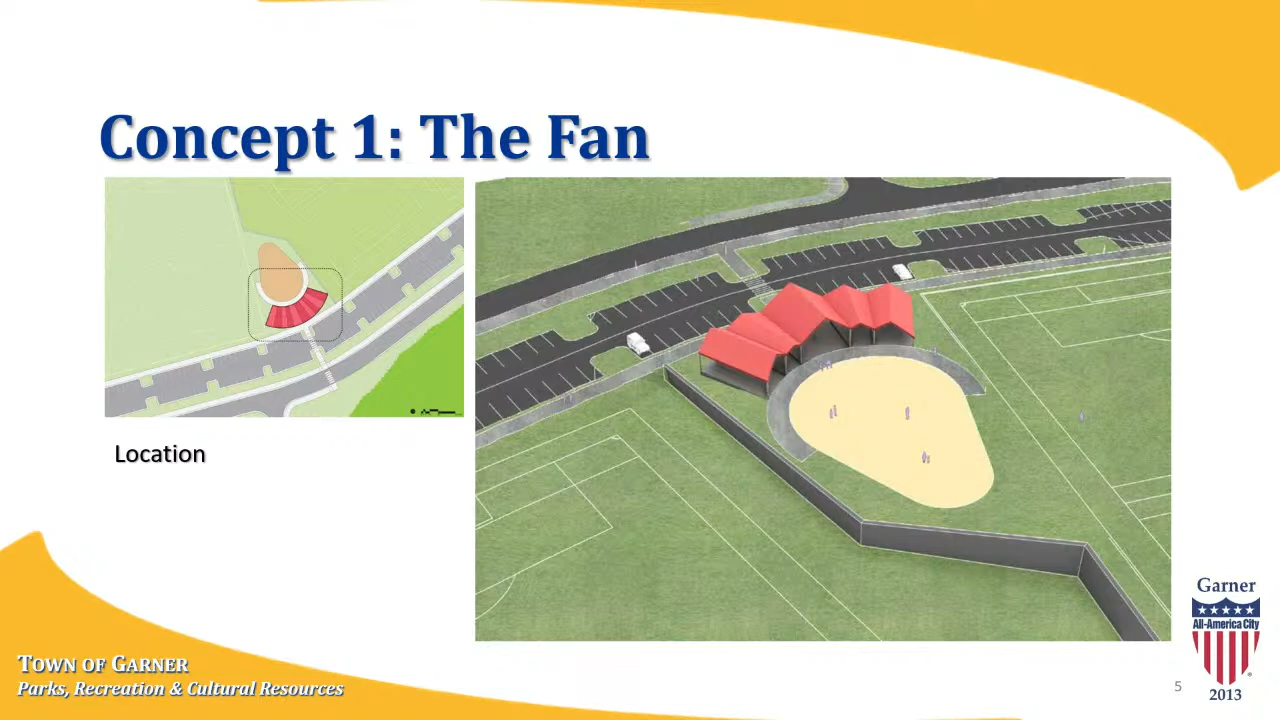 Concept 1: The Fan
Location
TOWN OF GARNER
Parks, Recreation & Cultural Resources
5
Garner
All-America City
®
2013